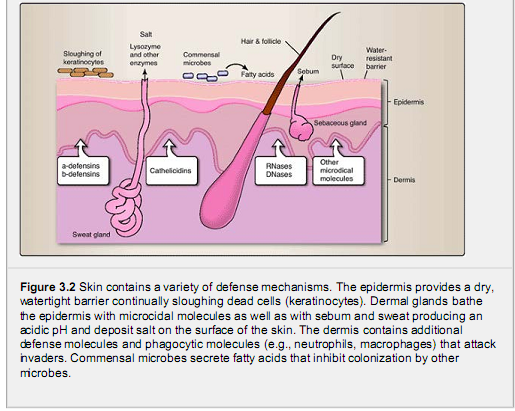 Salt
Lysozyme
and other
enzymes
Sloughing of
keratinocytes
Commensal
microbes
Fatty acids
Hair & follicle
Sebum
Dry
surface
Water-
resistant
barrier
Epidermis
Sebaceous gland
a-defensins
b-defensins
Cathelicidins
RNases
DNases
Other
microdical
molecules
Dermis
Sweat gland
Figure 3.2 Skin contains a variety of defense mechanisms. The epidermis provides a dry,
watertight barrier continually sloughing dead cells (keratinocytes). Dermal glands bathe
the epidermis with microcidal molecules as well as with sebum and sweat producing an
acidic pH and deposit salt on the surface of the skin. The dermis contains additional
defense molecules and phagocytic molecules (e.g., neutrophils, macrophages) that attack
invaders. Commensal microbes secrete fatty acids that inhibit colonization by other
microbes.